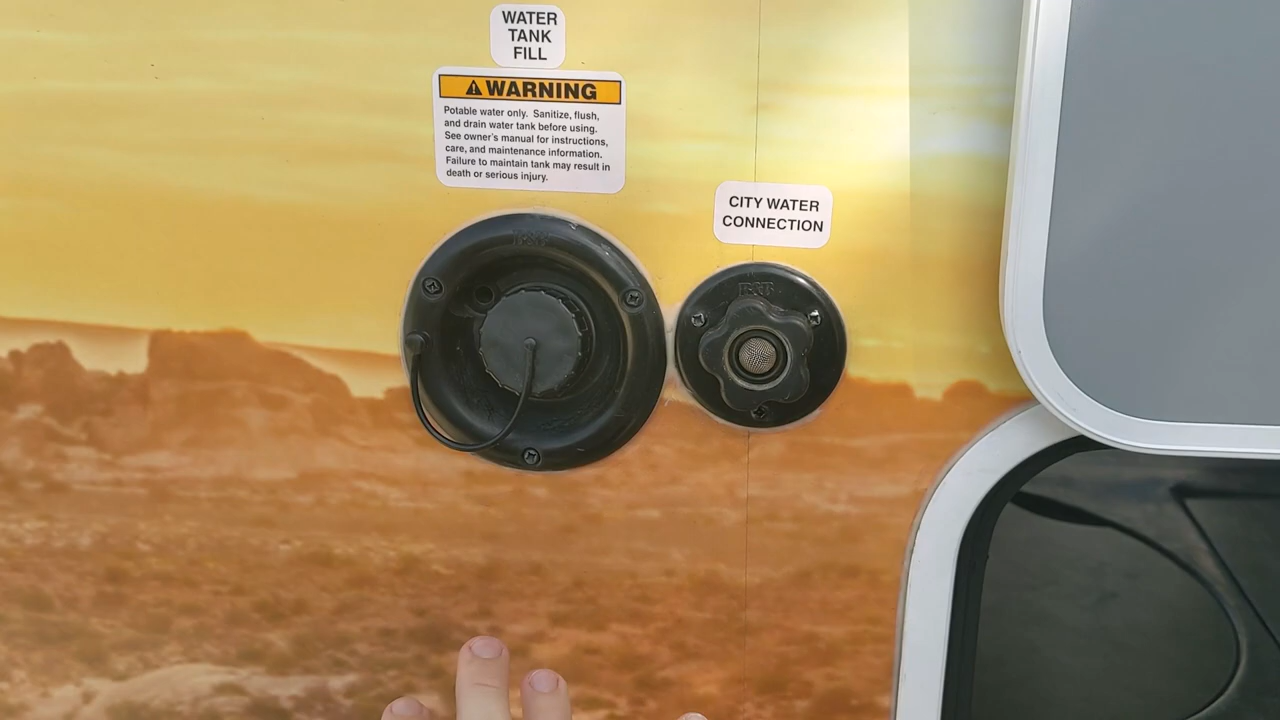 WATER
TANK
FILL
WARNING
Potable water only. Sanitize, flush,
and drain water tank before using.
See owner's manual for instructions,
care, and maintenance information.
Failure to maintain tank may result in
death or serious injury.
CITY WATER
CONNECTION
B&B
B&B